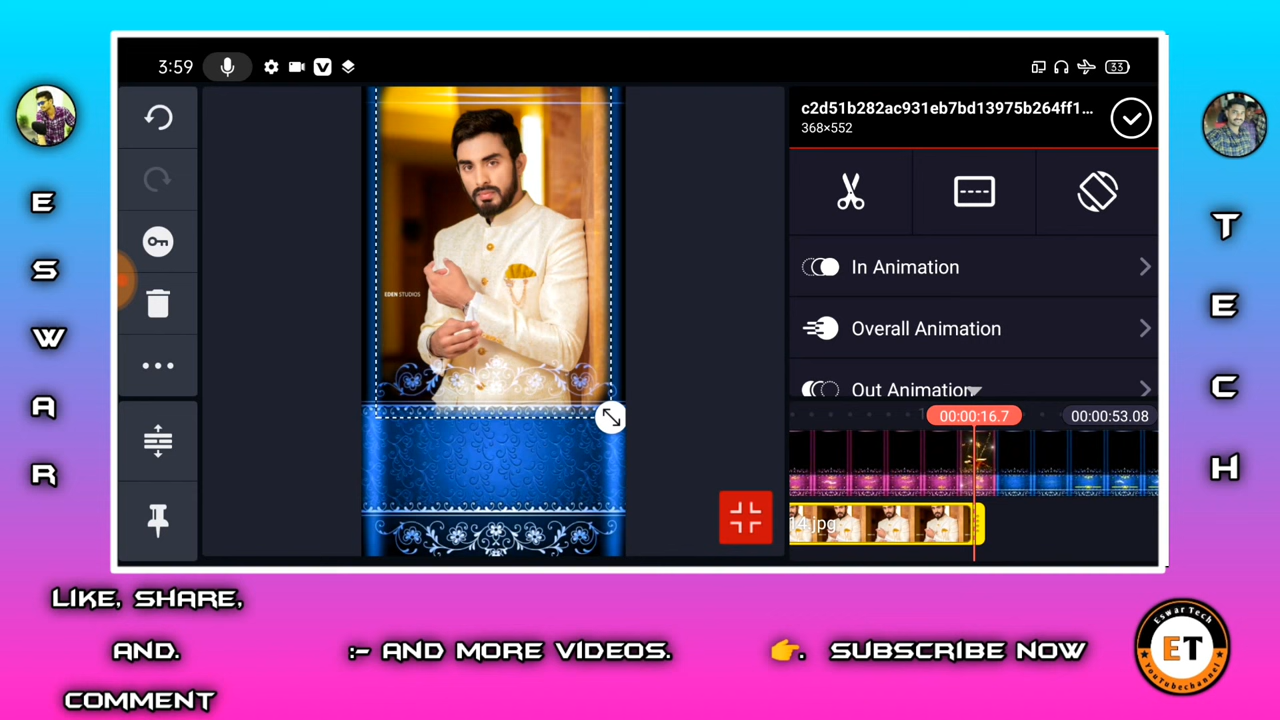 3:59
33
c2d51b282ac931eb7bd13975b264ff1...
368×552
In Animation
Overall Animation
Out Animation
00:00:16.7
00:00:53.08
14.jpg
EDEN STUDIOS
E
S
W
A
R
T
E
C
H
LIKE, SHARE,
AND.
COMMENT
:- AND MORE VIDEOS.
👉. SUBSCRIBE NOW
Eswar Tech
ET
YouTubechannel